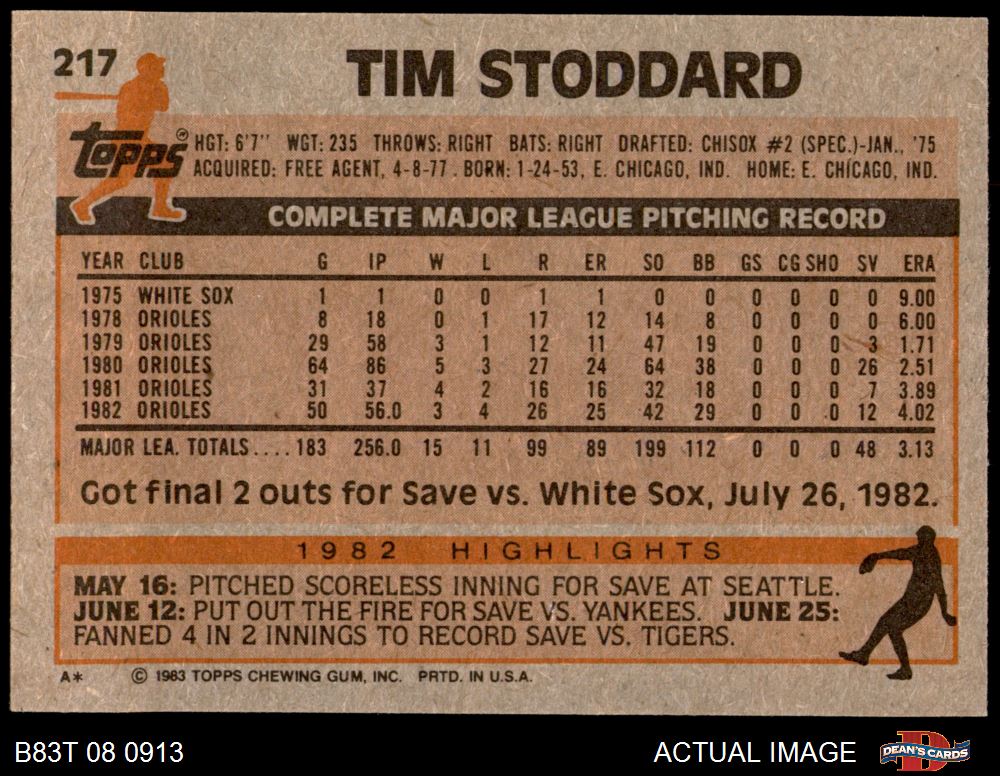 217
TIM STODDARD
Topps®
HGT: 6'7" WGT: 235 THROWS: RIGHT BATS: RIGHT DRAFTED: CHISOX #2 (SPEC.)-JAN., '75
ACQUIRED: FREE AGENT, 4-8-77. BORN: 1-24-53, E. CHICAGO, IND. HOME: E. CHICAGO, IND.
COMPLETE MAJOR LEAGUE PITCHING RECORD
YEAR CLUB G IP W L R ER SO BB GS CG SHO SV ERA
1975 WHITE SOX 1 1 0 0 1 1 0 0 0 0 0 0 9.00
1978 ORIOLES 8 18 0 1 17 12 14 8 0 0 0 0 6.00
1979 ORIOLES 29 58 3 1 12 11 47 19 0 0 0 3 1.71
1980 ORIOLES 64 86 5 3 27 24 64 38 0 0 0 26 2.51
1981 ORIOLES 31 37 4 2 16 16 32 18 0 0 0 7 3.89
1982 ORIOLES 50 56.0 3 4 26 25 42 29 0 0 0 12 4.02
MAJOR LEA. TOTALS.... 183 256.0 15 11 99 89 199 112 0 0 0 48 3.13
Got final 2 outs for Save vs. White Sox, July 26, 1982.
1982 HIGHLIGHTS
MAY 16: PITCHED SCORELESS INNING FOR SAVE AT SEATTLE.
JUNE 12: PUT OUT THE FIRE FOR SAVE VS. YANKEES. JUNE 25:
FANNED 4 IN 2 INNINGS TO RECORD SAVE VS. TIGERS.
A* © 1983 TOPPS CHEWING GUM, INC. PRTD. IN U.S.A.
B83T 08 0913
ACTUAL IMAGE
D
DEAN'S CARDS